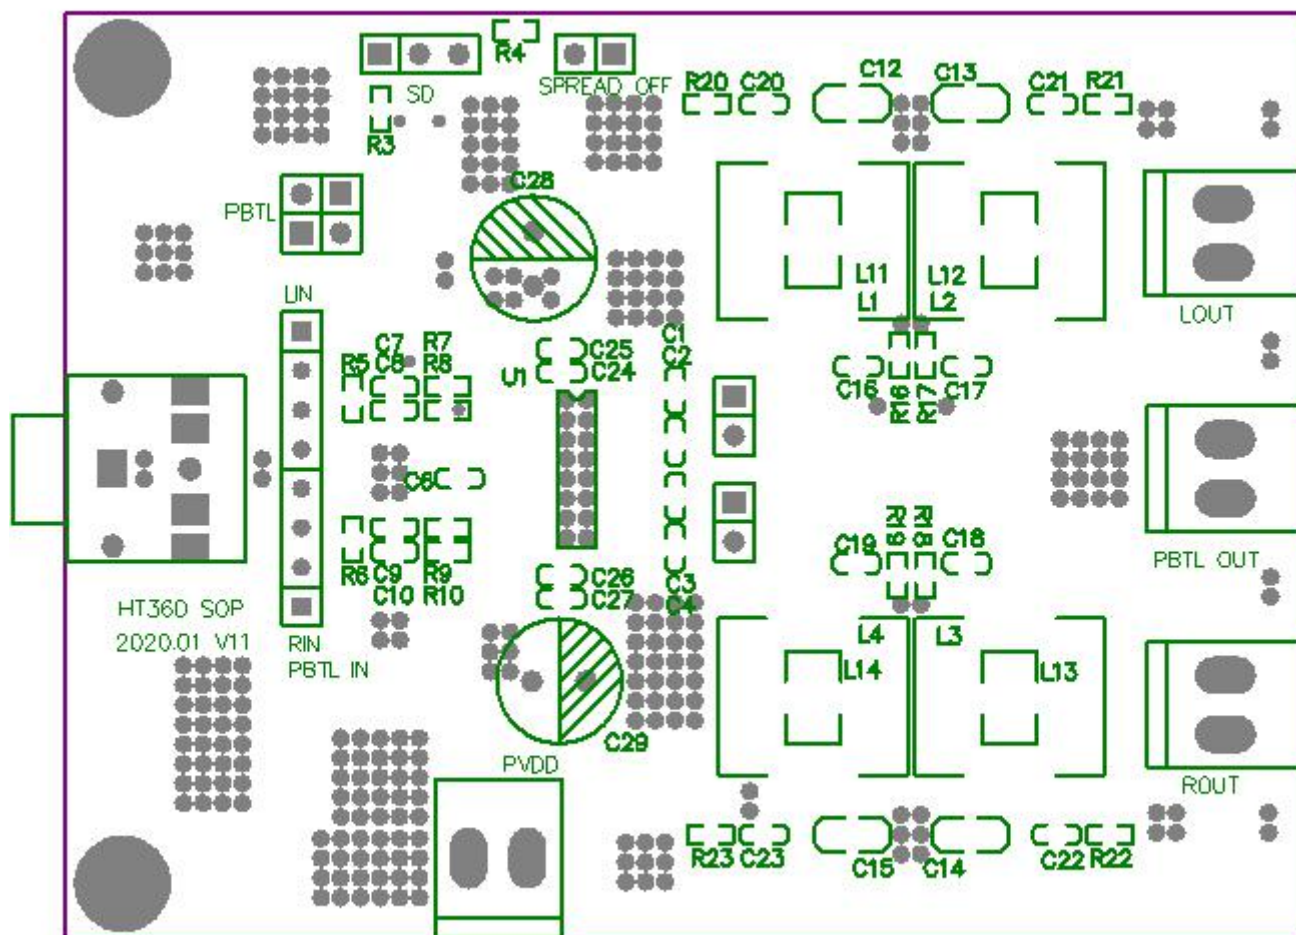 R4
SD
SPREAD OFF
R3
R20
C20
C12
C13
C21
R21
C28
PBTL
LIN
L11
L12
L1
L2
LOUT
C1
C2
C7
R7
R5
C8
R8
U1
C25
C24
C16
R16
R17
C17
C6
R6
C9
R9
C10
R10
C26
C27
C3
C4
C19
R19
R18
C18
PBTL OUT
HT36D SOP
2020.01 V11
RIN
PBTL IN
L4
L3
L14
L13
C29
PVDD
ROUT
R23
C23
C15
C14
C22
R22